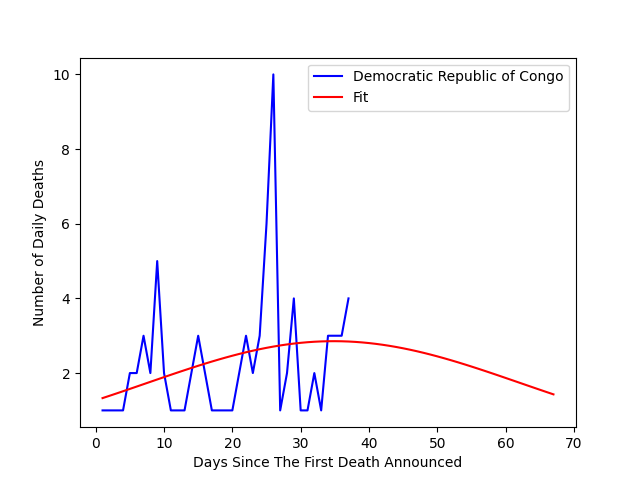 Democratic Republic of Congo
Fit
Number of Daily Deaths
10
8
6
4
2
0 10 20 30 40 50 60 70
Days Since The First Death Announced